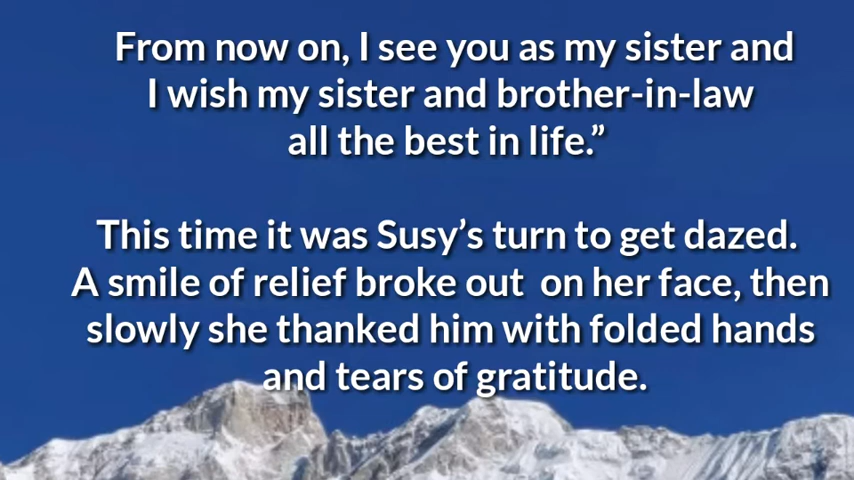 From now on, I see you as my sister and
I wish my sister and brother-in-law
all the best in life.”
This time it was Susy’s turn to get dazed.
A smile of relief broke out  on her face, then
slowly she thanked him with folded hands
and tears of gratitude.